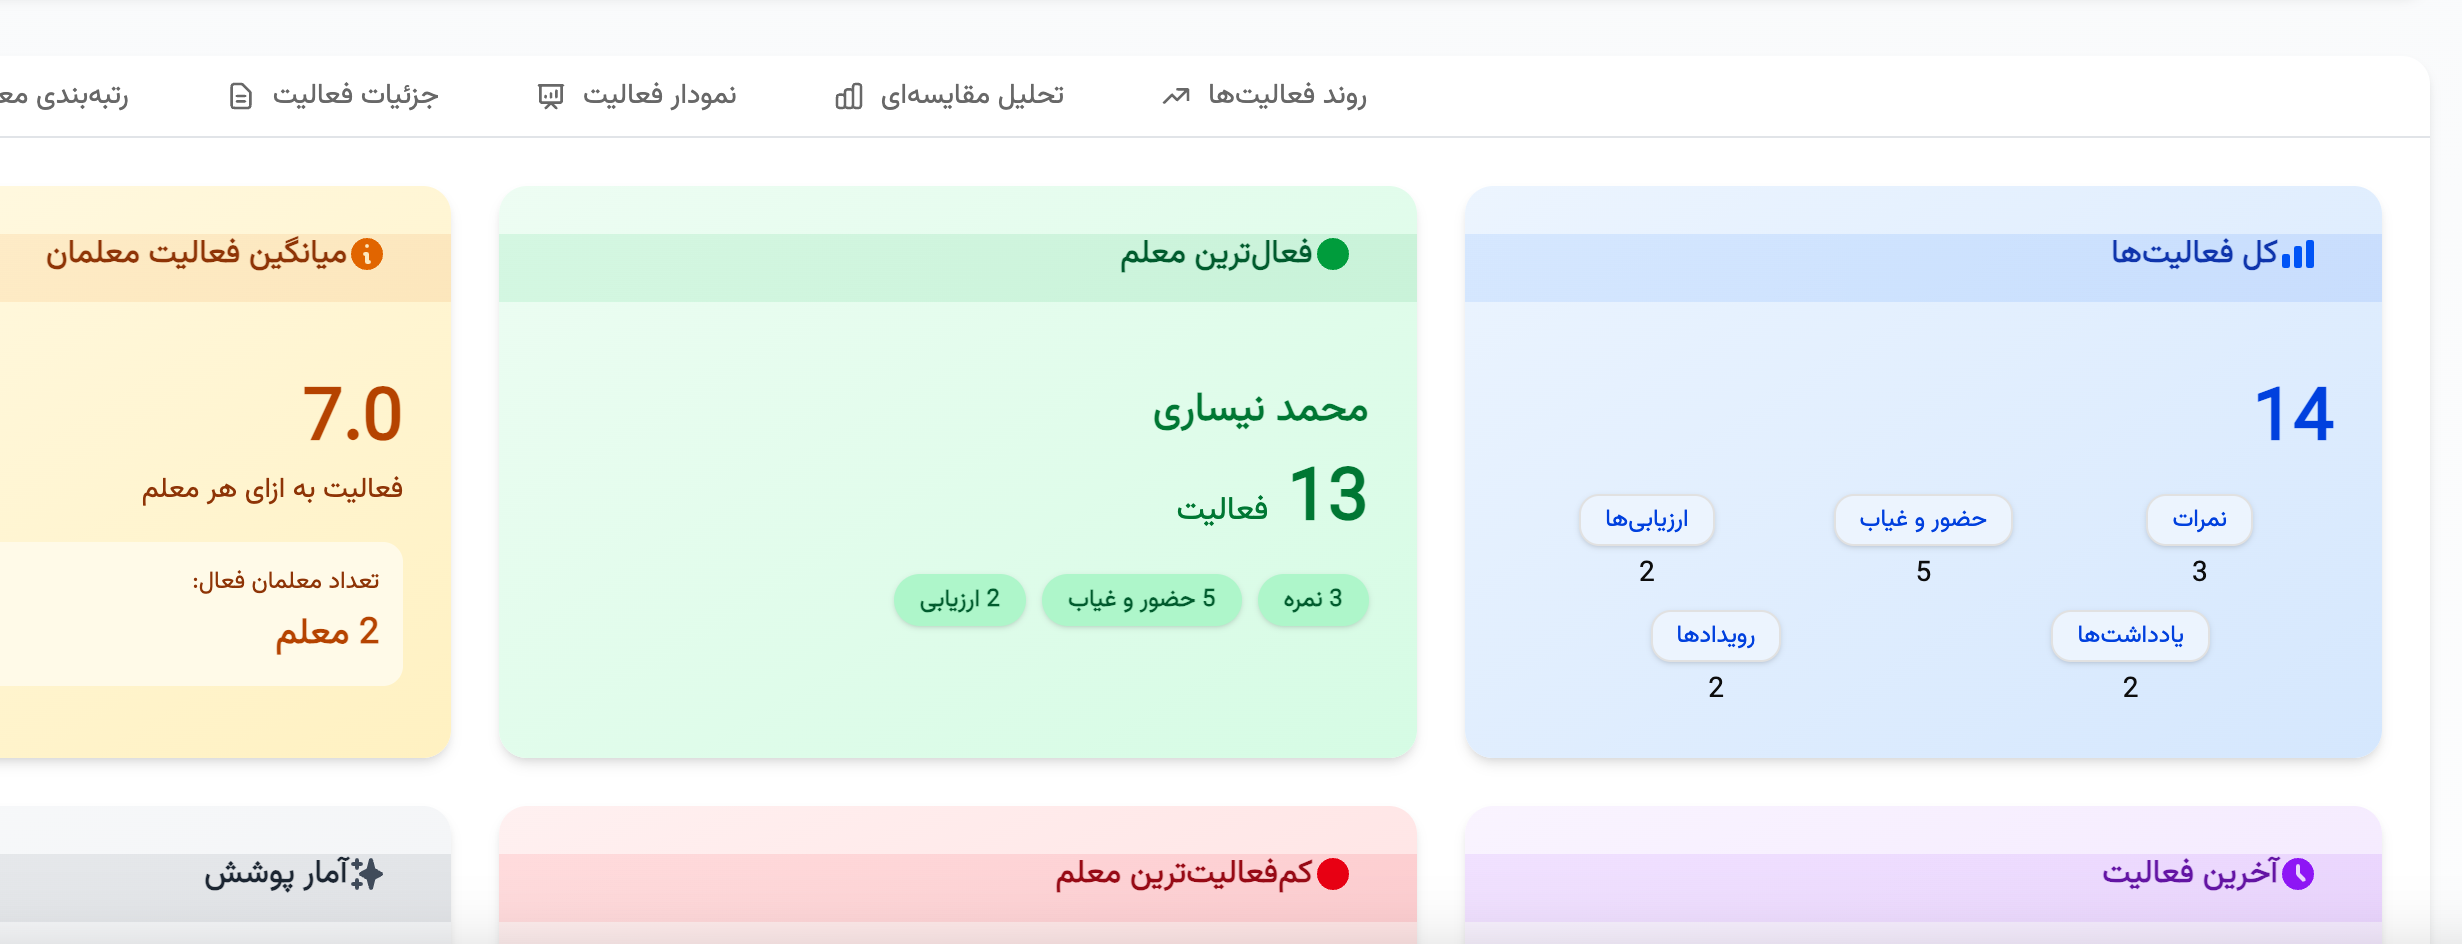 روند فعالیت‌ها
تحلیل مقایسه‌ای
نمودار فعالیت
جزئیات فعالیت
رتبه‌بندی
کل فعالیت‌ها
14
نمرات
3
حضور و غیاب
5
ارزیابی‌ها
2
یادداشت‌ها
2
رویدادها
2
فعال‌ترین معلم
محمد نیساری
13 فعالیت
3 نمره
5 حضور و غیاب
2 ارزیابی
میانگین فعالیت معلمان
7.0
فعالیت به ازای هر معلم
تعداد معلمان فعال:
2 معلم
آخرین فعالیت
کم‌فعالیت‌ترین معلم
آمار پوشش